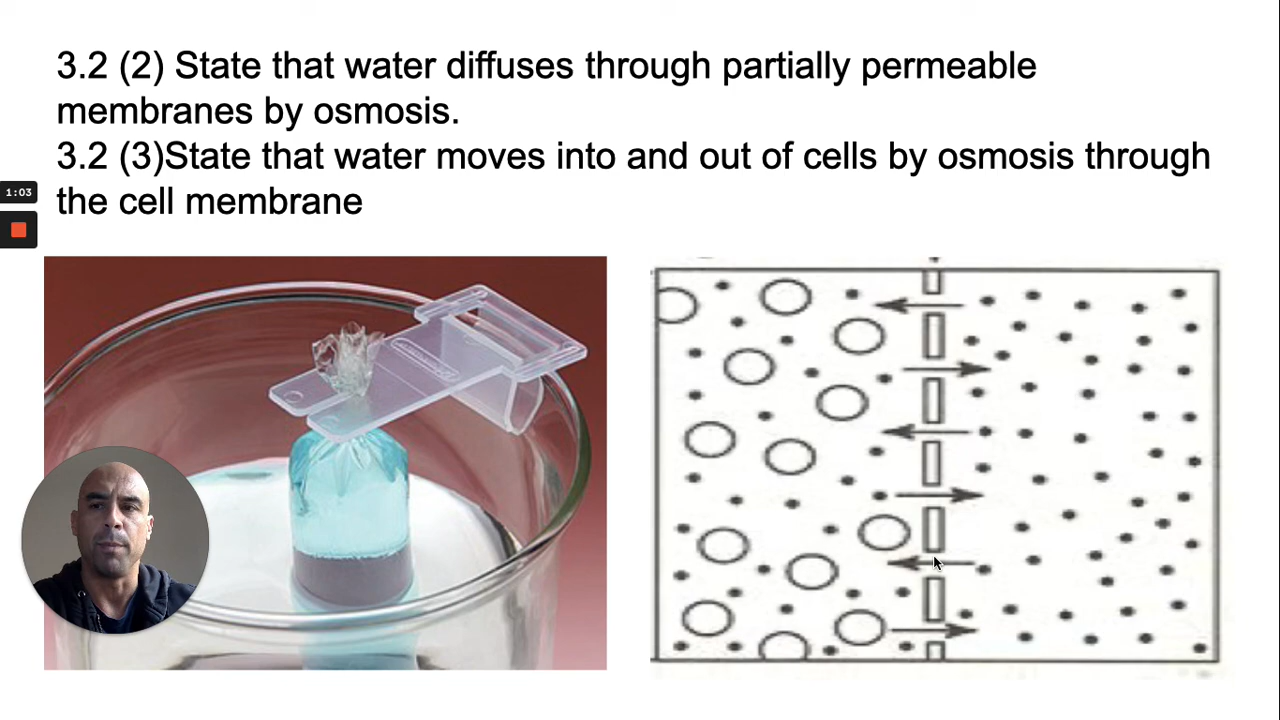 3.2 (2) State that water diffuses through partially permeable
membranes by osmosis.
3.2 (3)State that water moves into and out of cells by osmosis through
the cell membrane
1:03